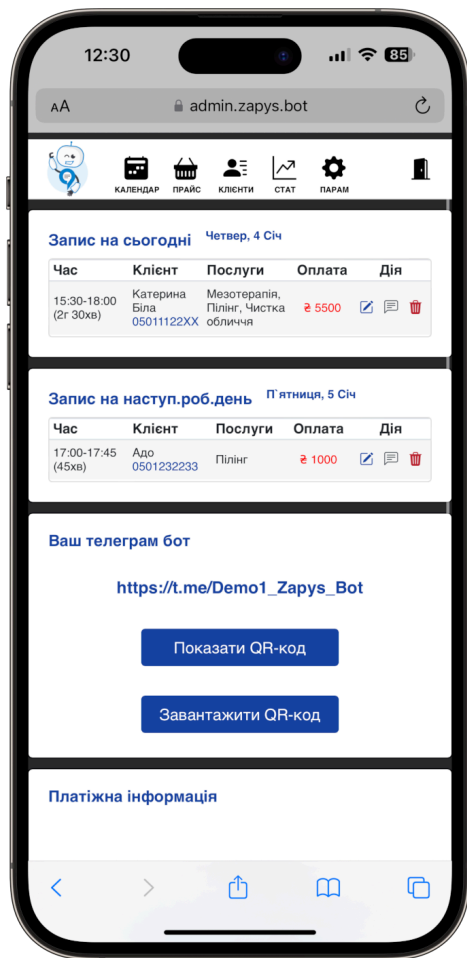 12:30
85
AA
admin.zapys.bot
КАЛЕНДАР ПРАЙС КЛІЄНТИ СТАТ ПАРАМ
Запис на сьогодні Четвер, 4 Січ
Час Клієнт Послуги Оплата Дія
15:30-18:00 (2г 30хв)
Катерина Біла
05011122XX
Мезотерапія, Пілінг, Чистка обличчя
₴ 5500
Запис на наступ.роб.день П`ятниця, 5 Січ
Час Клієнт Послуги Оплата Дія
17:00-17:45 (45хв)
Адо
0501232233
Пілінг
₴ 1000
Ваш телеграм бот
https://t.me/Demo1_Zapys_Bot
Показати QR-код
Завантажити QR-код
Платіжна інформація